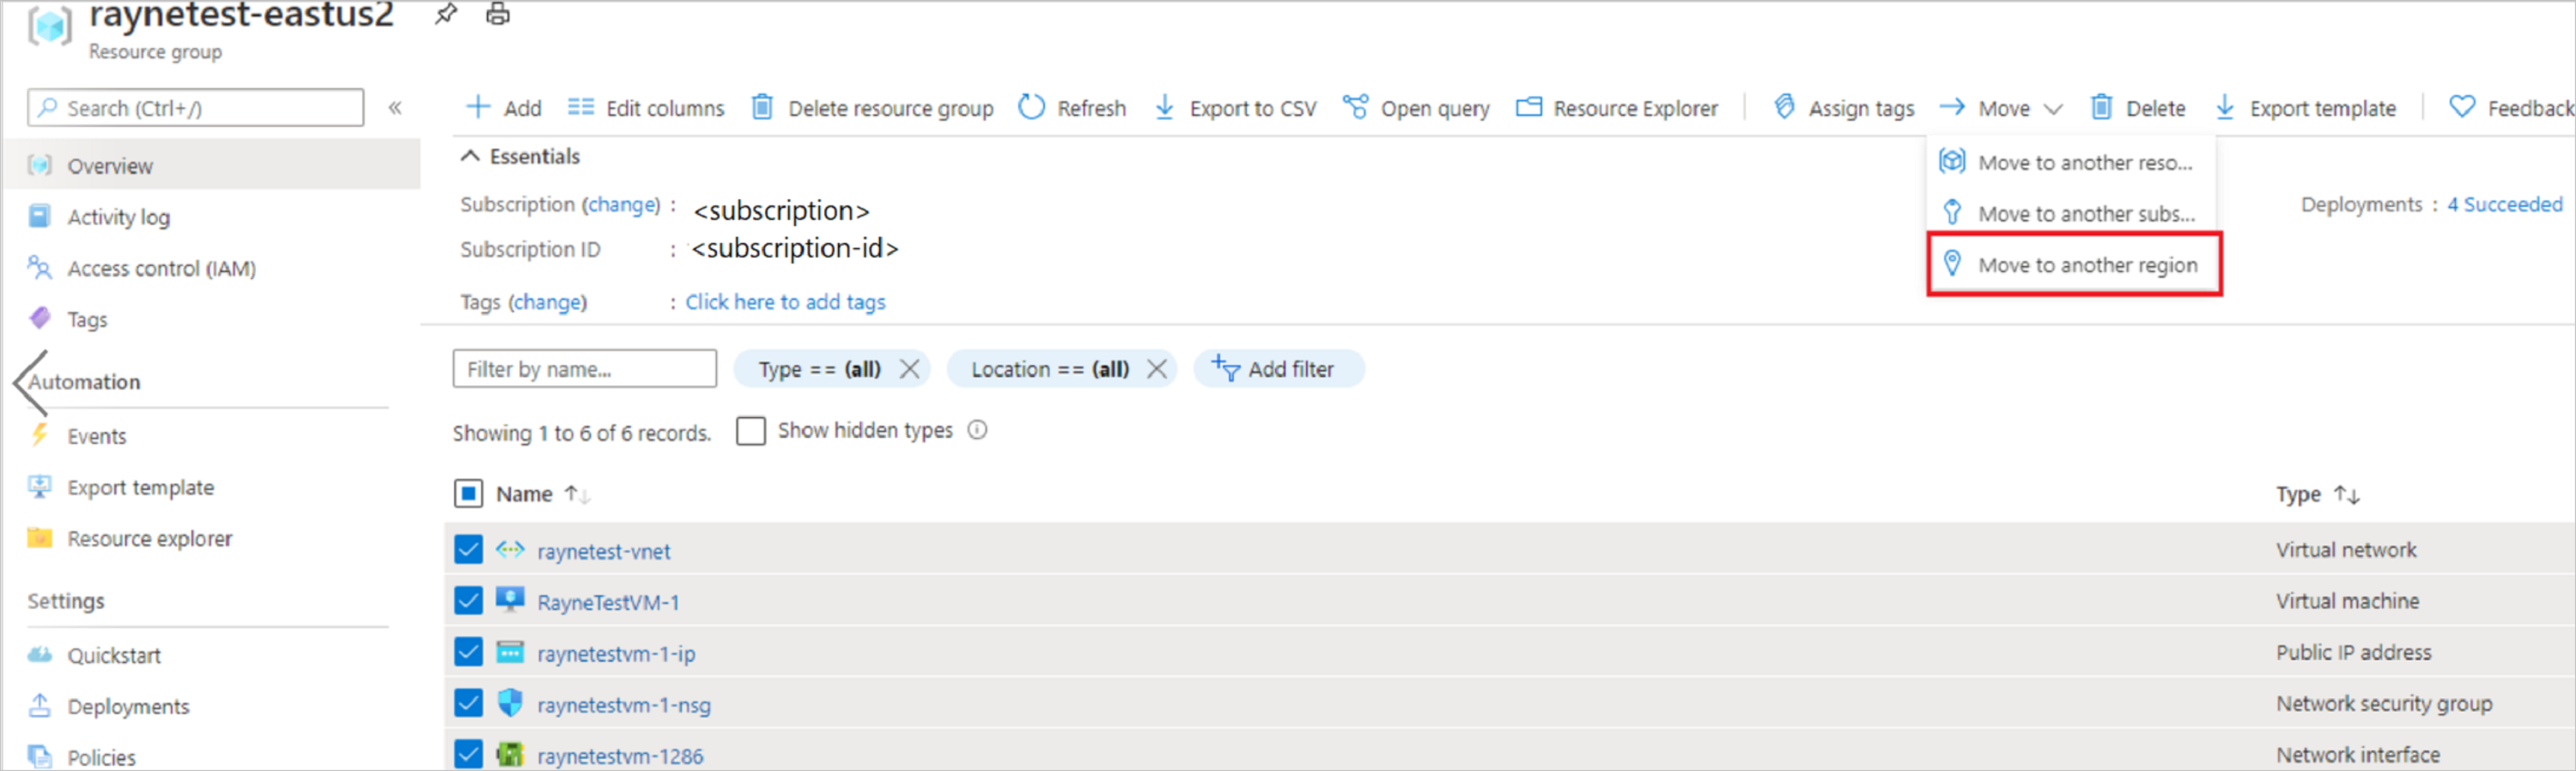 raynetest-eastus2
Resource group
Search (Ctrl+/)
«
Add
Edit columns
Delete resource group
Refresh
Export to CSV
Open query
Resource Explorer
Assign tags
Move
Delete
Export template
Feedback
Overview
Activity log
Access control (IAM)
Tags
Automation
Events
Export template
Resource explorer
Settings
Quickstart
Deployments
Policies
Essentials
Subscription (change) : <subscription>
Subscription ID : <subscription-id>
Tags (change) : Click here to add tags
Move to another reso...
Move to another subs...
Move to another region
Deployments : 4 Succeeded
Filter by name...
Type == (all)
Location == (all)
Add filter
Showing 1 to 6 of 6 records.
Show hidden types
Name ↑↓
Type ↑↓
raynetest-vnet
Virtual network
RayneTestVM-1
Virtual machine
raynetestvm-1-ip
Public IP address
raynetestvm-1-nsg
Network security group
raynetestvm-1286
Network interface